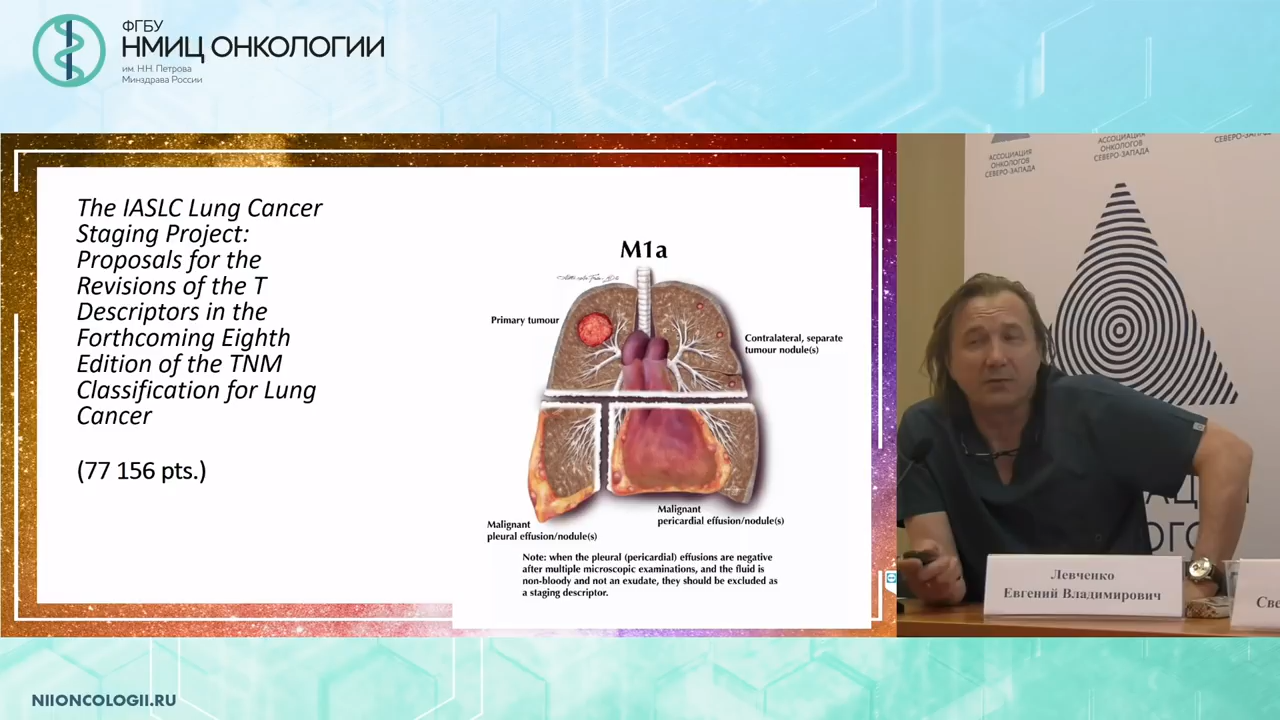 ФГБУ
НМИЦ ОНКОЛОГИИ
им. Н.Н. Петрова
Минздрава России
The IASLC Lung Cancer
Staging Project:
Proposals for the
Revisions of the T
Descriptors in the
Forthcoming Eighth
Edition of the TNM
Classification for Lung
Cancer
(77 156 pts.)
M1a
Primary tumour
Contralateral, separate
tumour nodule(s)
Malignant
pleural effusion/nodule(s)
Malignant
pericardial effusion/nodule(s)
Note: when the pleural (pericardial) effusions are negative
after multiple microscopic examinations, and the fluid is
non-bloody and not an exudate, they should be excluded as
a staging descriptor.
АССОЦИАЦИЯ
ОНКОЛОГОВ
СЕВЕРО-ЗАПАДА
АССОЦИАЦИЯ
ОНКОЛОГОВ
СЕВЕРО-ЗАПАДА
Левченко
Евгений Владимирович
Све
NIIONCOLOGII.RU